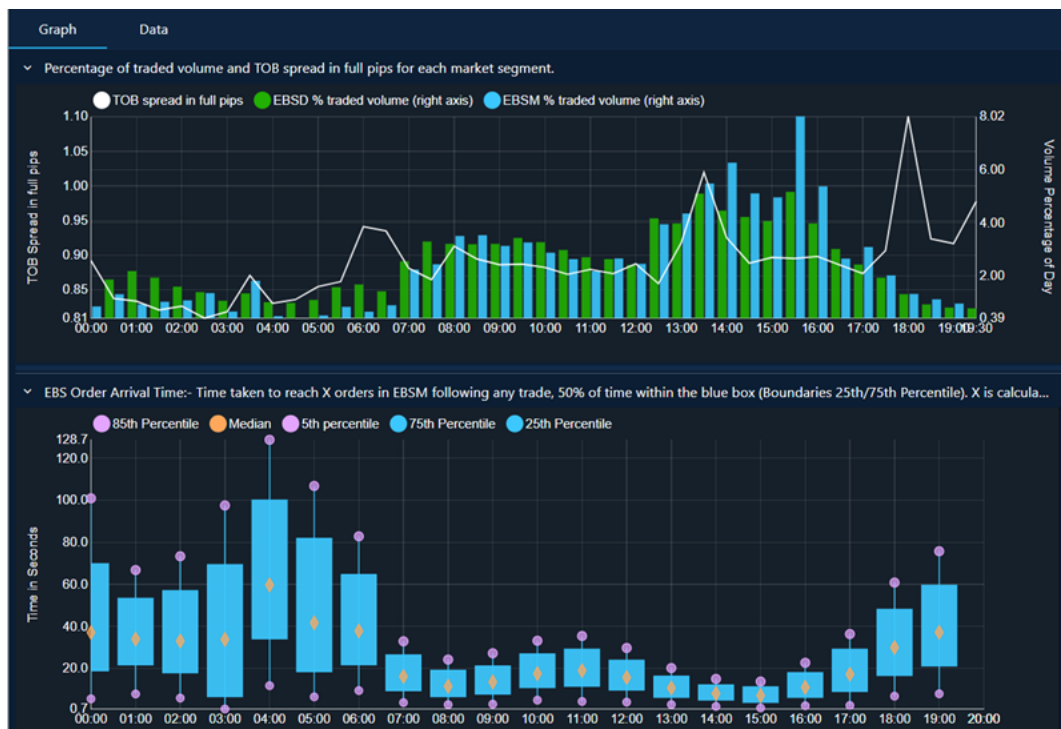 Graph Data
Percentage of traded volume and TOB spread in full pips for each market segment.
TOB spread in full pips EBSD % traded volume (right axis) EBSM % traded volume (right axis)
TOB Spread in full pips
1.10
1.05
1.00
0.95
0.90
0.85
0.81
8.02
6.00
4.00
2.00
0.39
Volume Percentage of Day
00:00 01:00 02:00 03:00 04:00 05:00 06:00 07:00 08:00 09:00 10:00 11:00 12:00 13:00 14:00 15:00 16:00 17:00 18:00 19:00 19:30
EBS Order Arrival Time:- Time taken to reach X orders in EBSM following any trade, 50% of time within the blue box (Boundaries 25th/75th Percentile). X is calcula...
85th Percentile Median 5th percentile 75th Percentile 25th Percentile
Time in Seconds
128.7
120.0
100.0
80.0
60.0
40.0
20.0
0.7
00:00 01:00 02:00 03:00 04:00 05:00 06:00 07:00 08:00 09:00 10:00 11:00 12:00 13:00 14:00 15:00 16:00 17:00 18:00 19:00 20:00